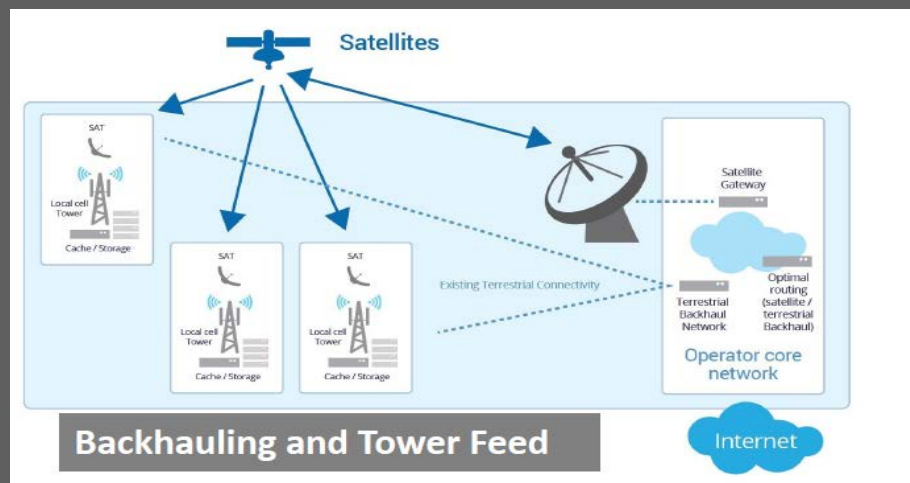 Satellites
SAT
Local cell
Tower
Cache / Storage
SAT
Local cell
Tower
Cache / Storage
SAT
Local cell
Tower
Cache / Storage
Existing Terrestrial Connectivity
Satellite
Gateway
Terrestrial
Backhaul
Network
Optimal
routing
(satellite /
terrestrial
Backhaul)
Operator core
network
Backhauling and Tower Feed
Internet